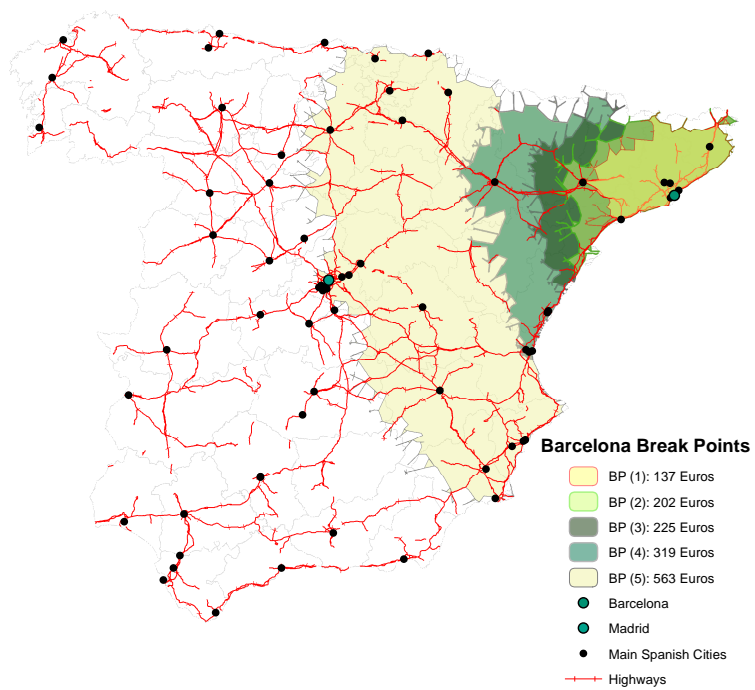 Barcelona Break Points
BP (1): 137 Euros
BP (2): 202 Euros
BP (3): 225 Euros
BP (4): 319 Euros
BP (5): 563 Euros
Barcelona
Madrid
Main Spanish Cities
Highways